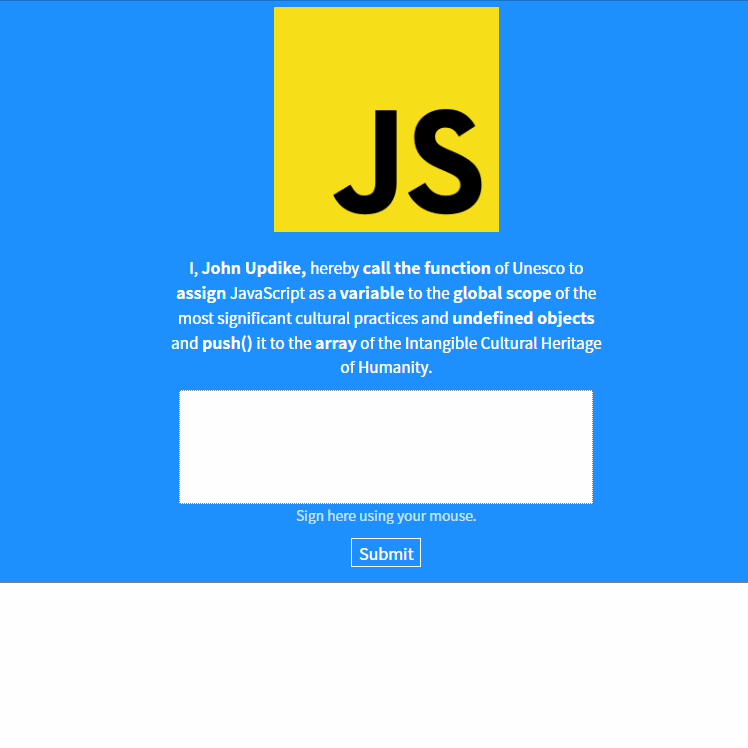 JS
I, John Updike, hereby call the function of Unesco to
assign JavaScript as a variable to the global scope of the
most significant cultural practices and undefined objects
and push() it to the array of the Intangible Cultural Heritage
of Humanity.
Sign here using your mouse.
Submit